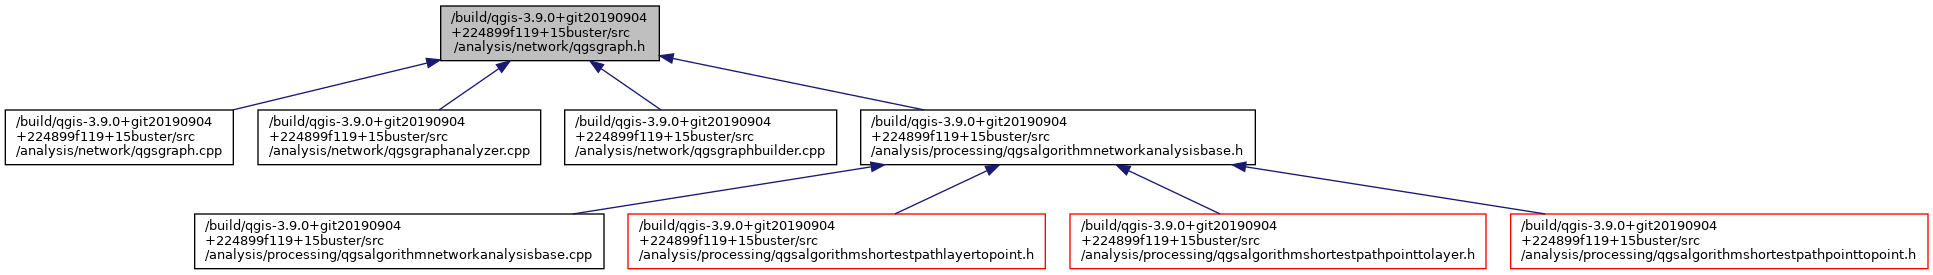 /build/qgis-3.9.0+git20190904
+224899f119+15buster/src
/analysis/network/qgsgraph.h
/build/qgis-3.9.0+git20190904
+224899f119+15buster/src
/analysis/network/qgsgraph.cpp
/build/qgis-3.9.0+git20190904
+224899f119+15buster/src
/analysis/network/qgsgraphanalyzer.cpp
/build/qgis-3.9.0+git20190904
+224899f119+15buster/src
/analysis/network/qgsgraphbuilder.cpp
/build/qgis-3.9.0+git20190904
+224899f119+15buster/src
/analysis/processing/qgsalgorithmnetworkanalysisbase.h
/build/qgis-3.9.0+git20190904
+224899f119+15buster/src
/analysis/processing/qgsalgorithmnetworkanalysisbase.cpp
/build/qgis-3.9.0+git20190904
+224899f119+15buster/src
/analysis/processing/qgsalgorithmshortestpathlayertopoint.h
/build/qgis-3.9.0+git20190904
+224899f119+15buster/src
/analysis/processing/qgsalgorithmshortestpathpointtolayer.h
/build/qgis-3.9.0+git20190904
+224899f119+15buster/src
/analysis/processing/qgsalgorithmshortestpathpointtopoint.h